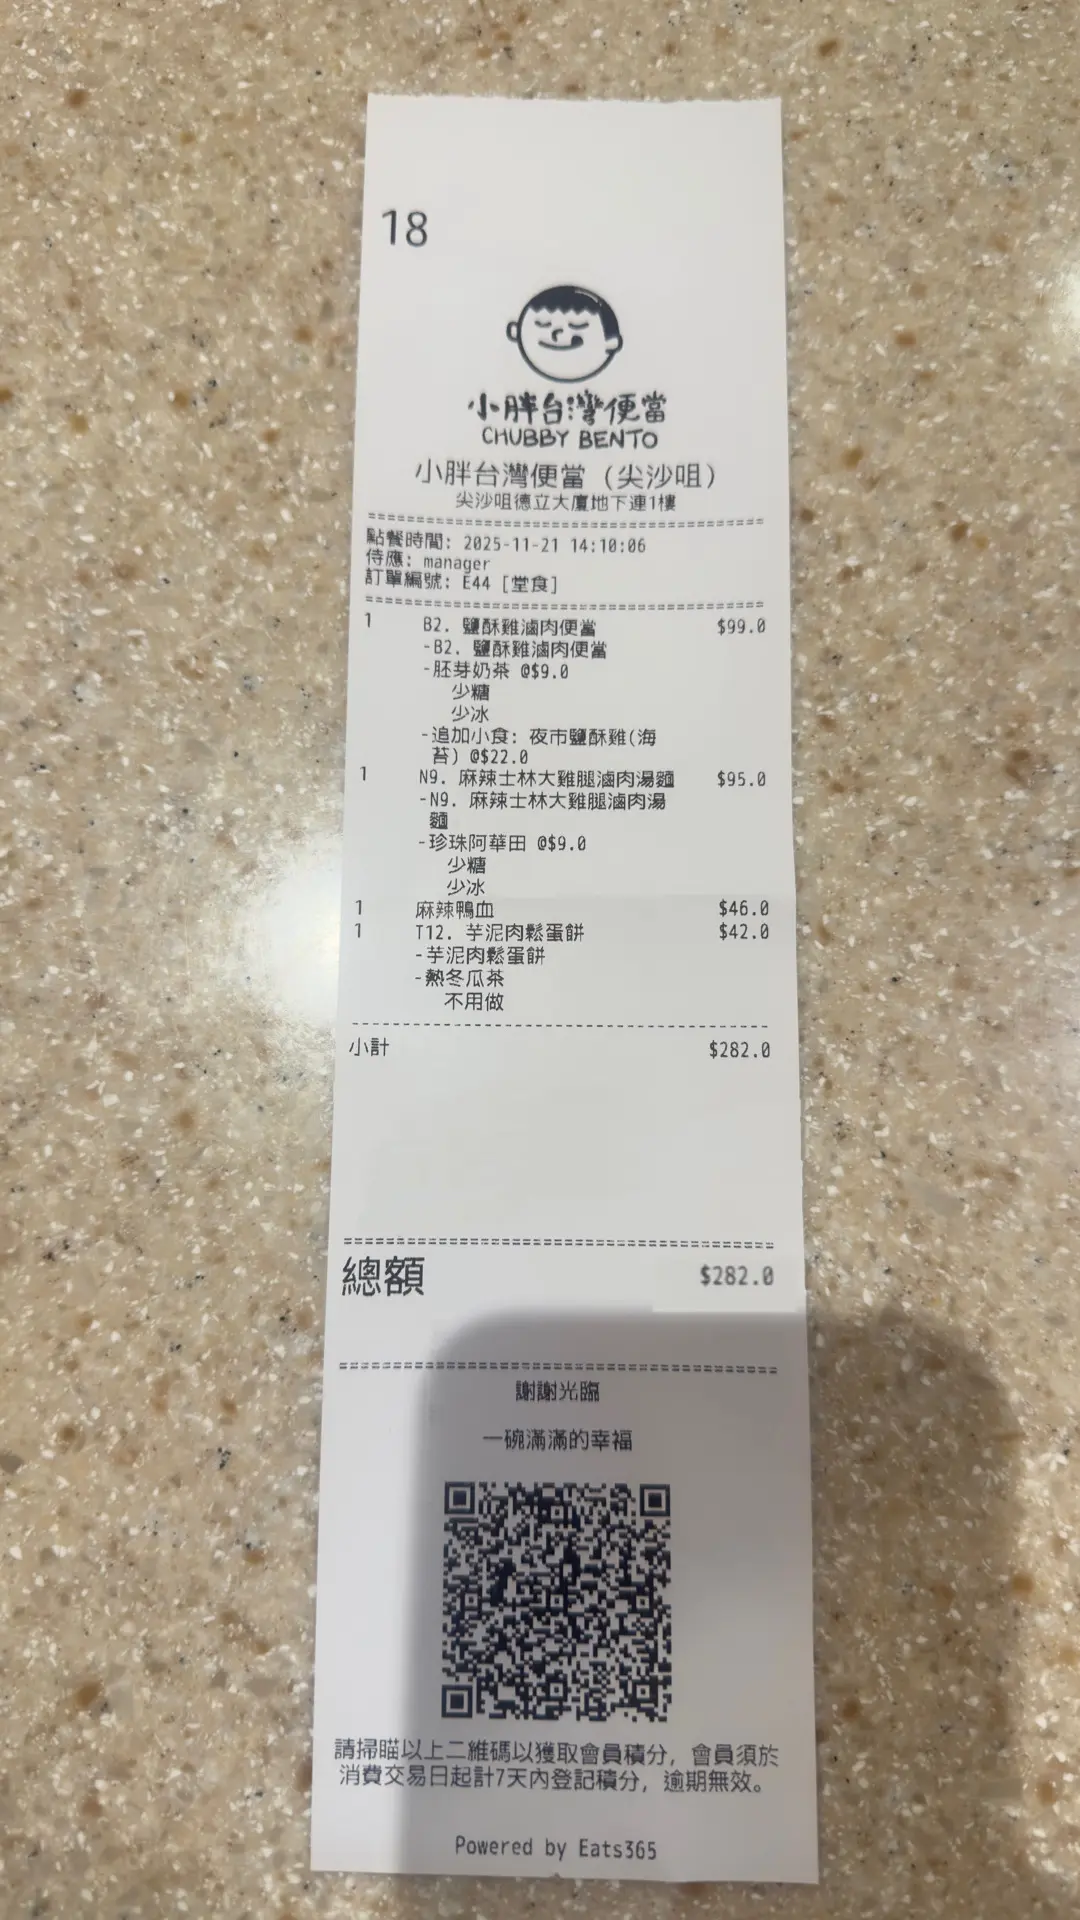 18
小胖台灣便當
CHUBBY BENTO
小胖台灣便當（尖沙咀）
尖沙咀德立大廈地下連1樓
點餐時間: 2025-11-21 14:10:06
侍應: manager
訂單編號: E44 [堂食]
1 B2. 鹽酥雞滷肉便當 $99.0
-B2. 鹽酥雞滷肉便當
-胚芽奶茶 @$9.0
少糖
少冰
-追加小食: 夜市鹽酥雞(海
苔) @$22.0
1 N9. 麻辣士林大雞腿滷肉湯麵 $95.0
-N9. 麻辣士林大雞腿滷肉湯
麵
-珍珠阿華田 @$9.0
少糖
少冰
1 麻辣鴨血 $46.0
1 T12. 芋泥肉鬆蛋餅 $42.0
-芋泥肉鬆蛋餅
-熱冬瓜茶
不用做
小計 $282.0
總額 $282.0
謝謝光臨
一碗滿滿的幸福
請掃瞄以上二維碼以獲取會員積分，會員須於
消費交易日起計7天內登記積分，逾期無效。
Powered by Eats365